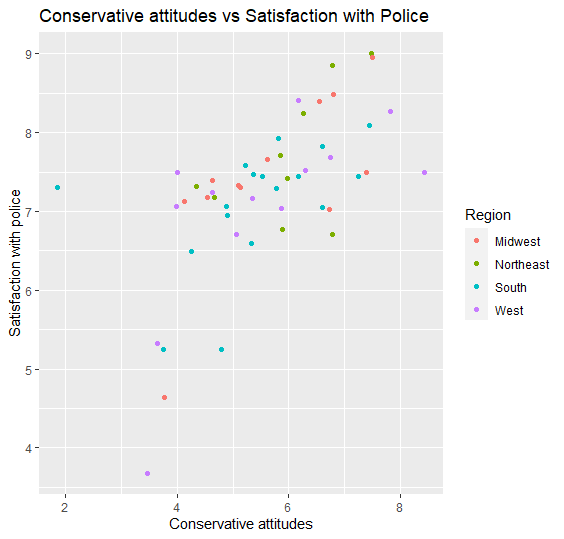 Conservative attitudes vs Satisfaction with Police
9
8
7
6
5
4
Satisfaction with police
2
4
6
8
Conservative attitudes
Region
Midwest
Northeast
South
West